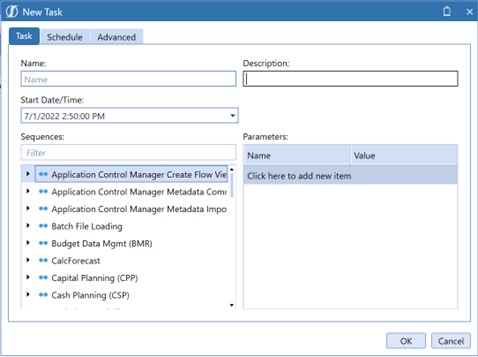 New Task
Task Schedule Advanced
Name: Description:
Name
Start Date/Time:
7/1/2022 2:50:00 PM
Sequences: Parameters:
Filter
Name Value
Application Control Manager Create Flow Vie
Click here to add new item
Application Control Manager Metadata Com
Application Control Manager Metadata Impo
Batch File Loading
Budget Data Mgmt (BMR)
CalcForecast
Capital Planning (CPP)
Cash Planning (CSP)
OK Cancel